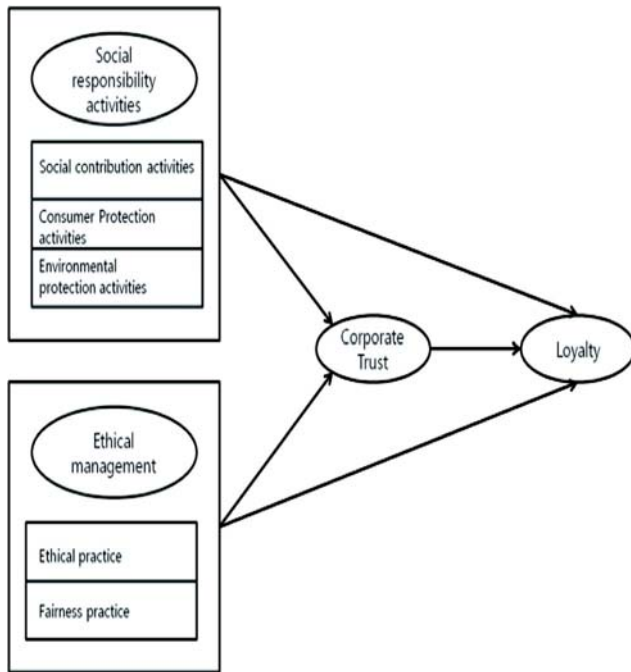 Social
responsibility
activities
Social contribution activities
Consumer Protection
activities
Environmental
protection activities
Corporate
Trust
Loyalty
Ethical
management
Ethical practice
Fairness practice